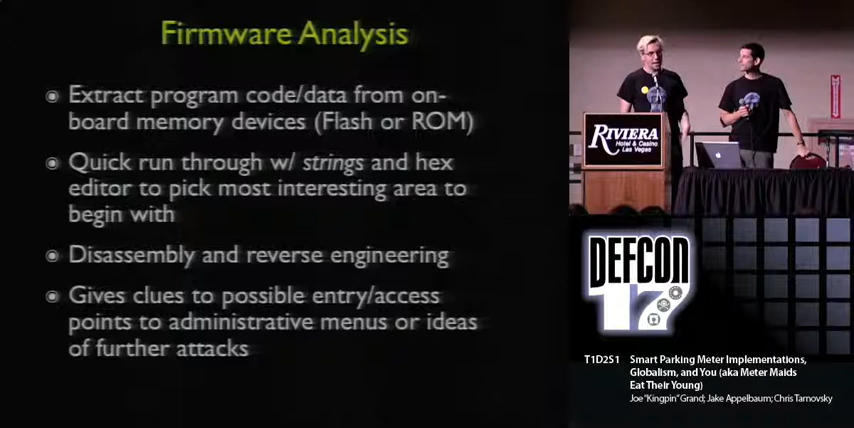 Firmware Analysis
Extract program code/data from on-
board memory devices (Flash or ROM)
Quick run through w/ strings and hex
editor to pick most interesting area to
begin with
Disassembly and reverse engineering
Gives clues to possible entry/access
points to administrative menus or ideas
of further attacks
RIVIERA
Hotel & Casino
Las Vegas
DEFCON
17
T1D2S1 Smart Parking Meter Implementations,
Globalism, and You (aka Meter Maids
Eat Their Young)
Joe "Kingpin" Grand; Jake Appelbaum; Chris Tarnovsky